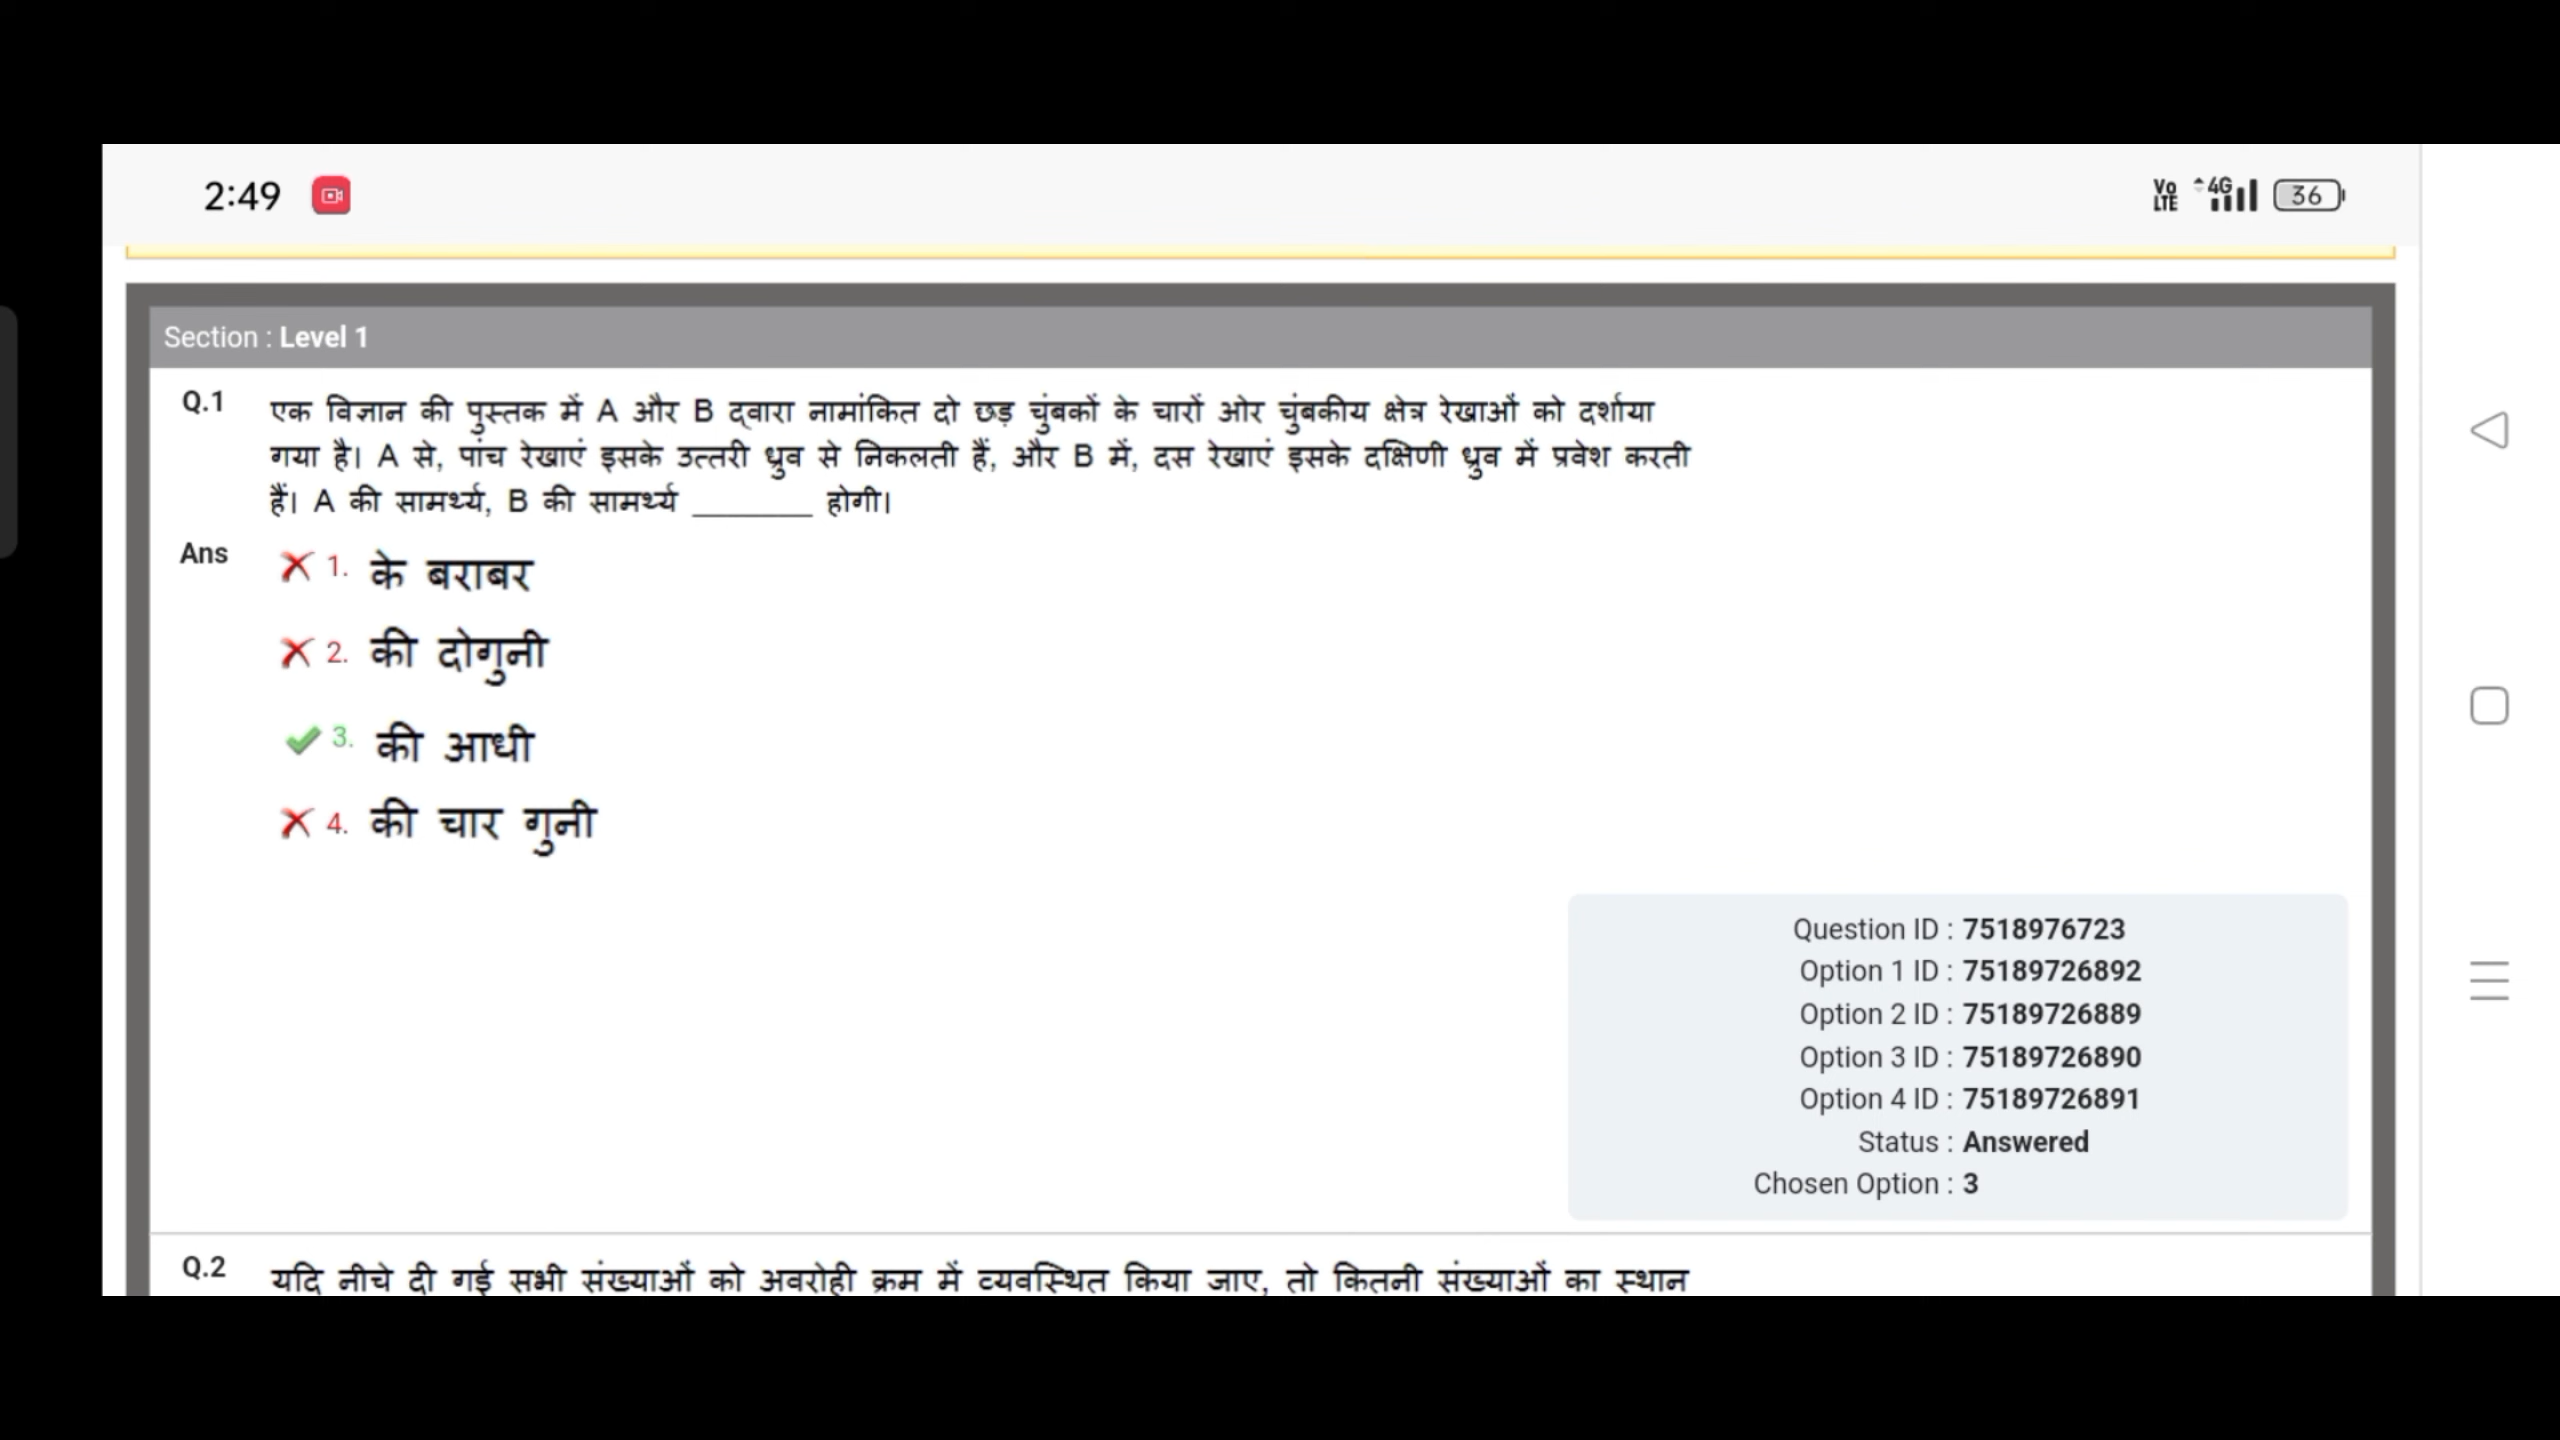 2:49
Vo LTE 4G 36
Section : Level 1
Q.1 एक विज्ञान की पुस्तक में A और B द्वारा नामांकित दो छड़ चुंबकों के चारों ओर चुंबकीय क्षेत्र रेखाओं को दर्शाया
गया है। A से, पांच रेखाएं इसके उत्तरी ध्रुव से निकलती हैं, और B में, दस रेखाएं इसके दक्षिणी ध्रुव में प्रवेश करती
हैं। A की सामर्थ्य, B की सामर्थ्य ________ होगी।
Ans 1. के बराबर
2. की दोगुनी
3. की आधी
4. की चार गुनी
Question ID : 7518976723
Option 1 ID : 75189726892
Option 2 ID : 75189726889
Option 3 ID : 75189726890
Option 4 ID : 75189726891
Status : Answered
Chosen Option : 3
Q.2 यदि नीचे दी गई सभी संख्याओं को अवरोही क्रम में व्यवस्थित किया जाए, तो कितनी संख्याओं का स्थान